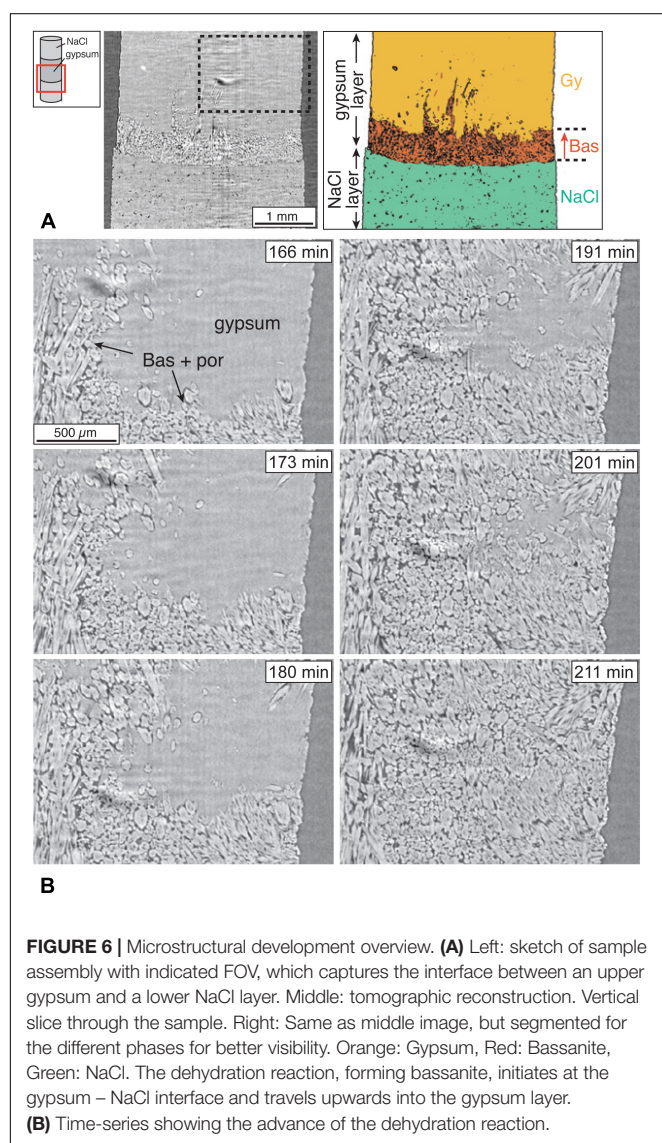 NaCl
gypsum
gypsum
layer
NaCl
layer
Gy
Bas
NaCl
A
1 mm
166 min
191 min
gypsum
Bas + por
500 µm
173 min
201 min
180 min
211 min
B
FIGURE 6 | Microstructural development overview. (A) Left: sketch of sample
assembly with indicated FOV, which captures the interface between an upper
gypsum and a lower NaCl layer. Middle: tomographic reconstruction. Vertical
slice through the sample. Right: Same as middle image, but segmented for
the different phases for better visibility. Orange: Gypsum, Red: Bassanite,
Green: NaCl. The dehydration reaction, forming bassanite, initiates at the
gypsum – NaCl interface and travels upwards into the gypsum layer.
(B) Time-series showing the advance of the dehydration reaction.